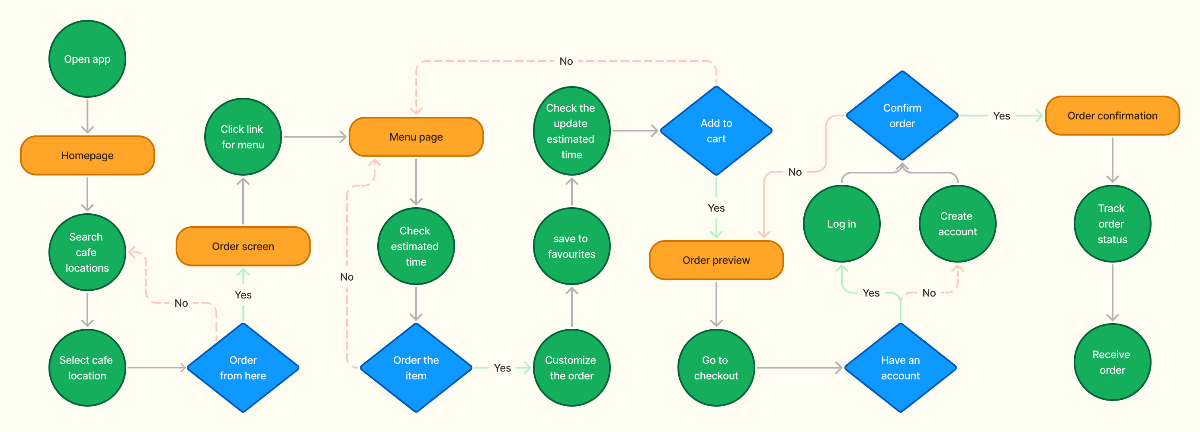 Open app
Homepage
Search
cafe
locations
Select cafe
location
Order
from here
No
Yes
Order screen
Click link
for menu
Menu page
Check
estimated
time
Order the
item
No
Yes
Customize
the order
save to
favourites
Check the
update
estimated
time
Add to
cart
No
Yes
Order preview
Go to
checkout
Have an
account
Yes
No
Log in
Create
account
Confirm
order
No
Yes
Order confirmation
Track
order
status
Receive
order